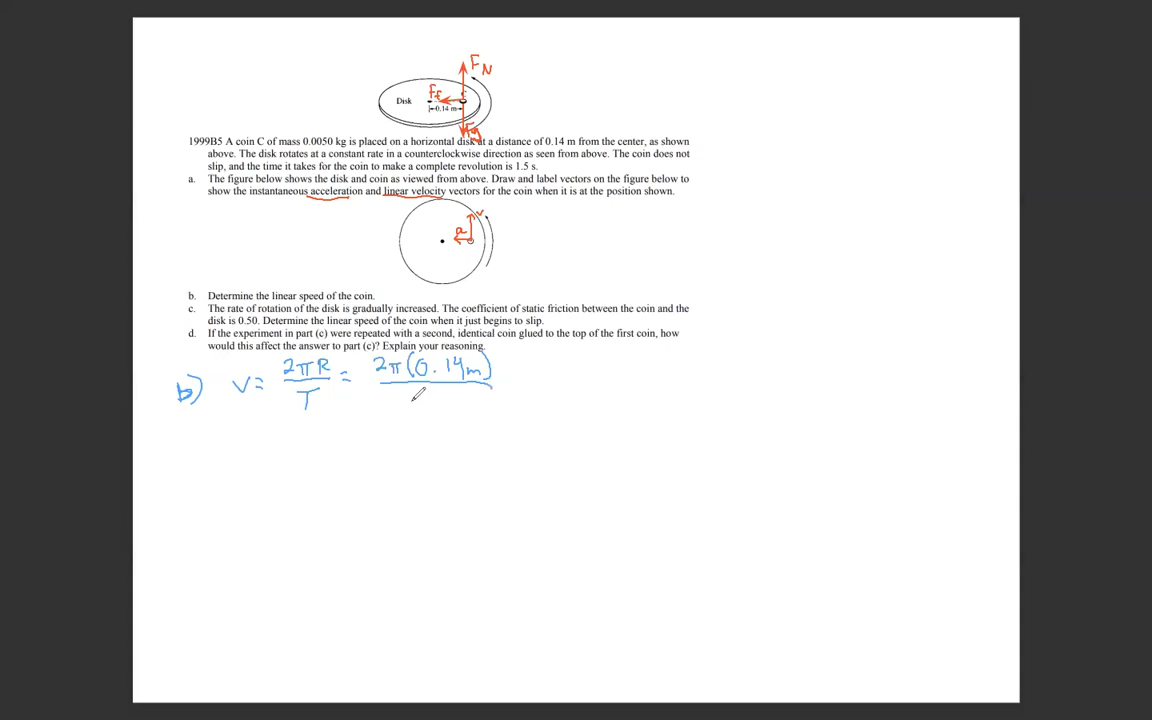 F N
F f
Disk
C
0.14 m
Fg
1999B5 A coin C of mass 0.0050 kg is placed on a horizontal disk at a distance of 0.14 m from the center, as shown
above. The disk rotates at a constant rate in a counterclockwise direction as seen from above. The coin does not
slip, and the time it takes for the coin to make a complete revolution is 1.5 s.
a. The figure below shows the disk and coin as viewed from above. Draw and label vectors on the figure below to
show the instantaneous acceleration and linear velocity vectors for the coin when it is at the position shown.
v
a
b. Determine the linear speed of the coin.
c. The rate of rotation of the disk is gradually increased. The coefficient of static friction between the coin and the
disk is 0.50. Determine the linear speed of the coin when it just begins to slip.
d. If the experiment in part (c) were repeated with a second, identical coin glued to the top of the first coin, how
would this affect the answer to part (c)? Explain your reasoning.
b) v = 2πR / T = 2π(0.14m)